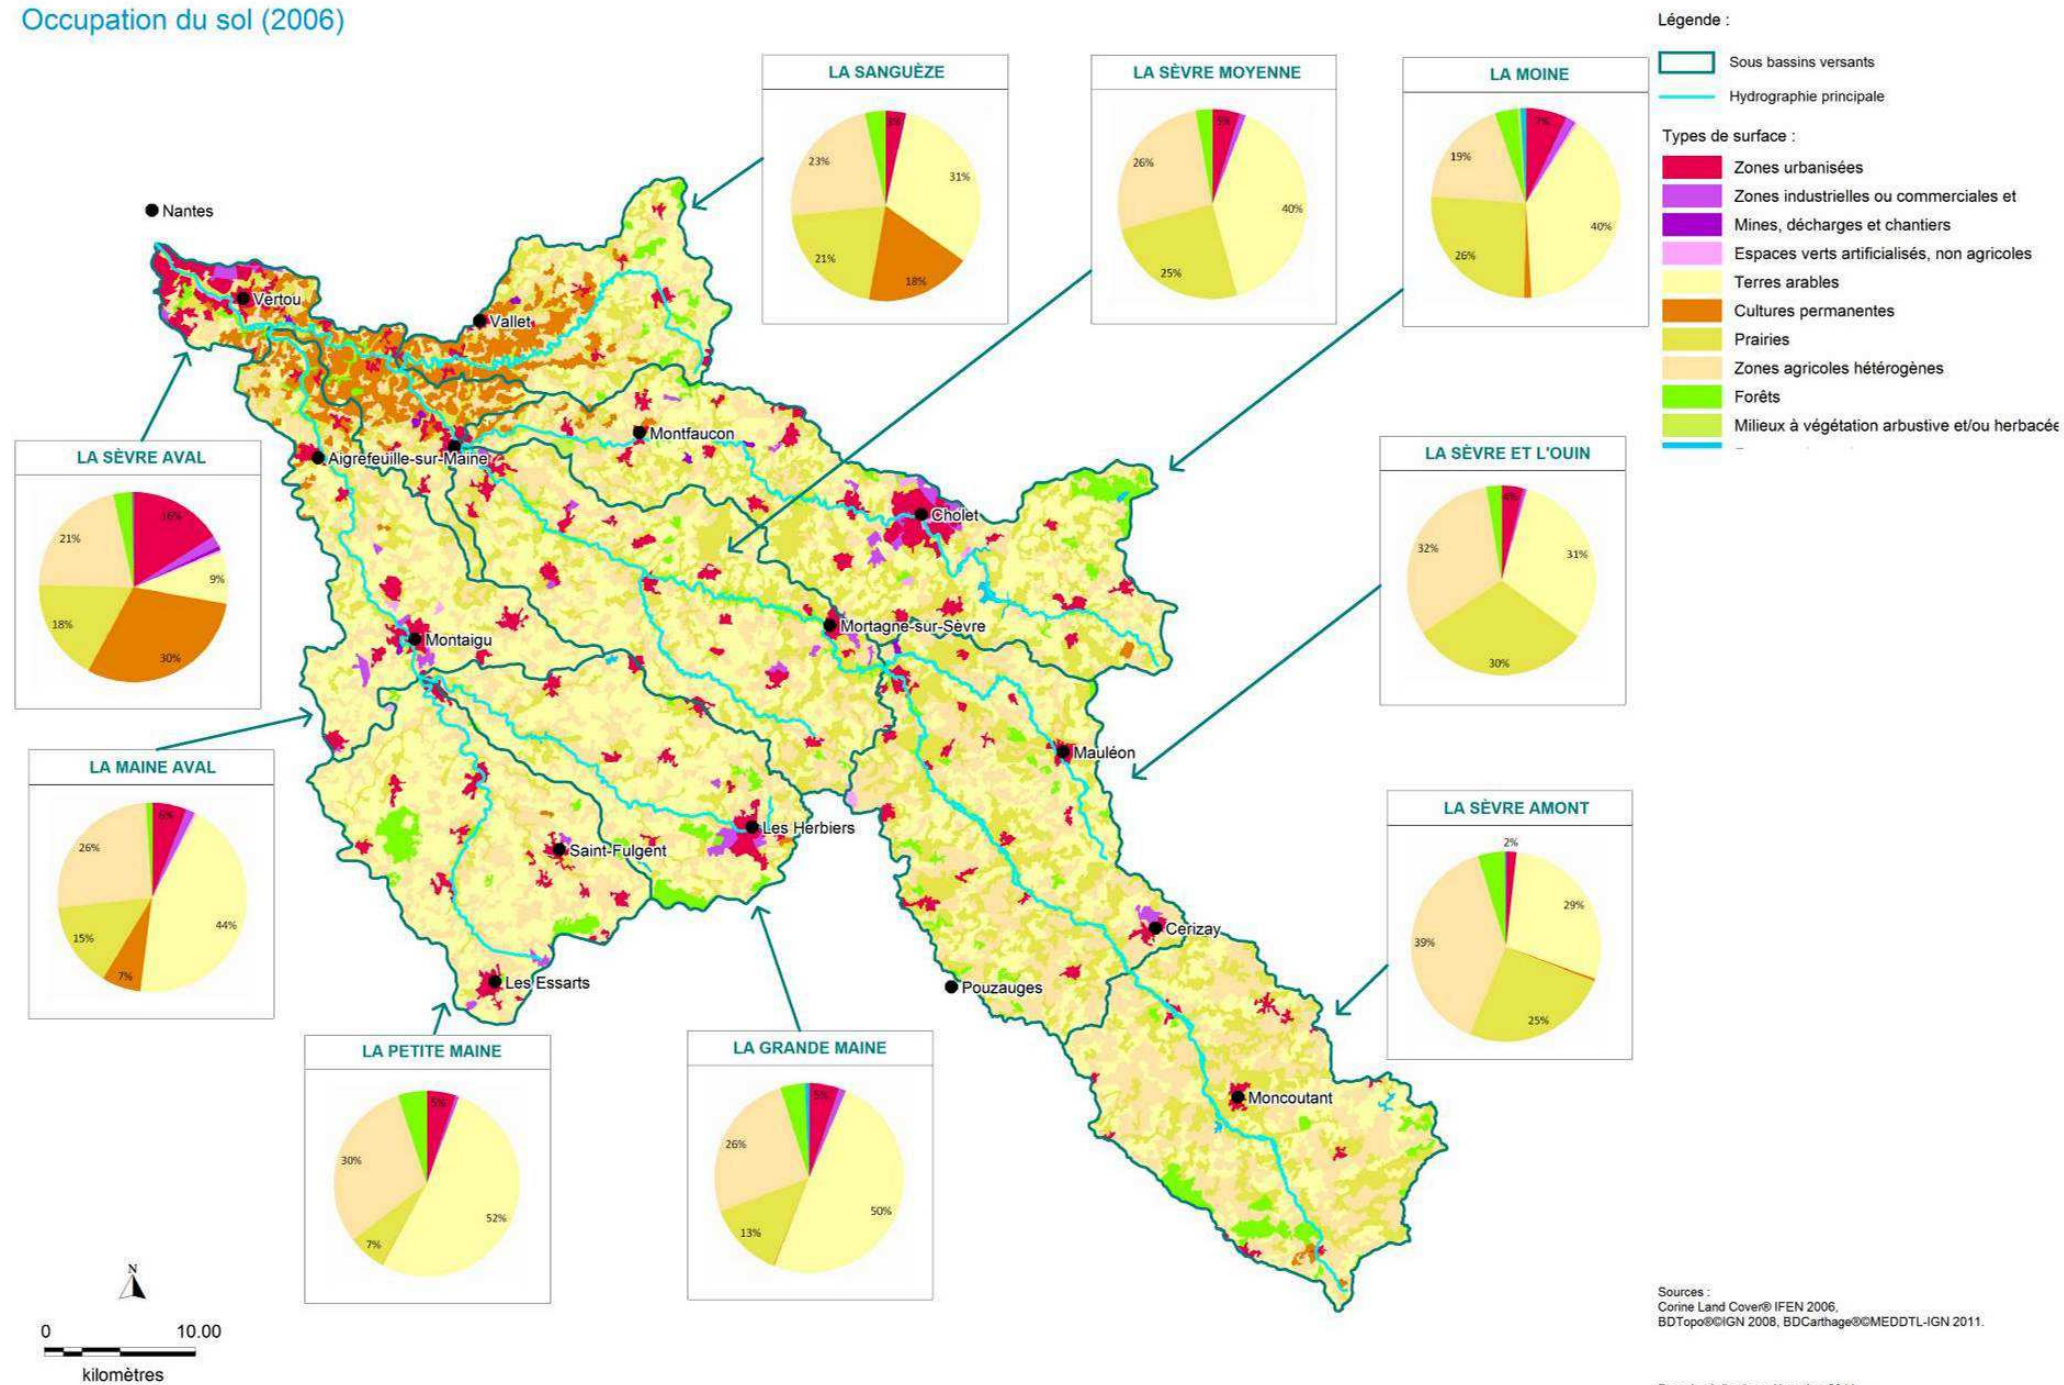 Occupation du sol (2006)
Légende :
Sous bassins versants
Hydrographie principale
Types de surface :
Zones urbanisées
Zones industrielles ou commerciales et
Mines, décharges et chantiers
Espaces verts artificialisés, non agricoles
Terres arables
Cultures permanentes
Prairies
Zones agricoles hétérogènes
Forêts
Milieux à végétation arbustive et/ou herbacée
LA SANGUÈZE
3%
31%
18%
21%
23%
LA SÈVRE MOYENNE
5%
40%
25%
26%
LA MOINE
7%
40%
26%
19%
LA SÈVRE AVAL
16%
9%
30%
18%
21%
LA SÈVRE ET L'OUIN
4%
31%
30%
32%
LA MAINE AVAL
6%
44%
7%
15%
26%
LA SÈVRE AMONT
2%
29%
25%
39%
LA PETITE MAINE
5%
52%
7%
30%
LA GRANDE MAINE
5%
50%
13%
26%
Nantes
Vertou
Vallet
Montfaucon
Aigrefeuille-sur-Maine
Cholet
Mortagne-sur-Sèvre
Montaigu
Mauléon
Les Herbiers
Saint-Fulgent
Cerizay
Les Essarts
Pouzauges
Moncoutant
N
0 10.00
kilomètres
Sources :
Corine Land Cover® IFEN 2006,
BDTopo®©IGN 2008, BDCarthage®©MEDDTL-IGN 2011.